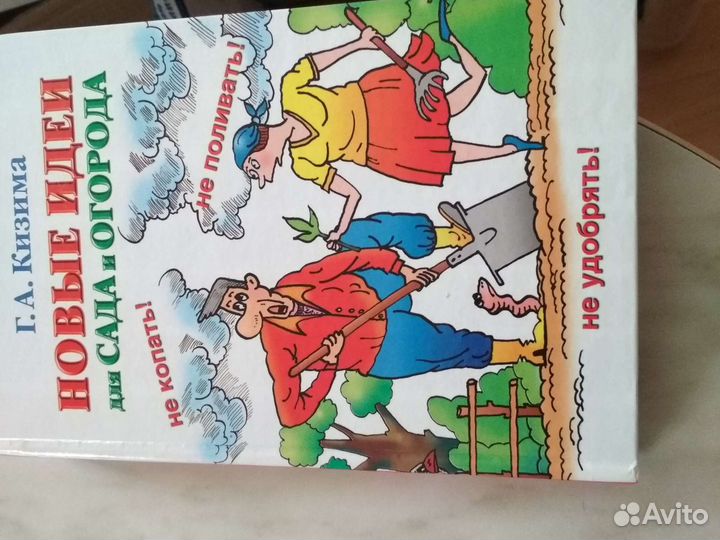 Г.А. Кизима
НОВЫЕ ИДЕИ
для САДА и ОГОРОДА
не копать!
Не поливать!
не удобрять!
Avito